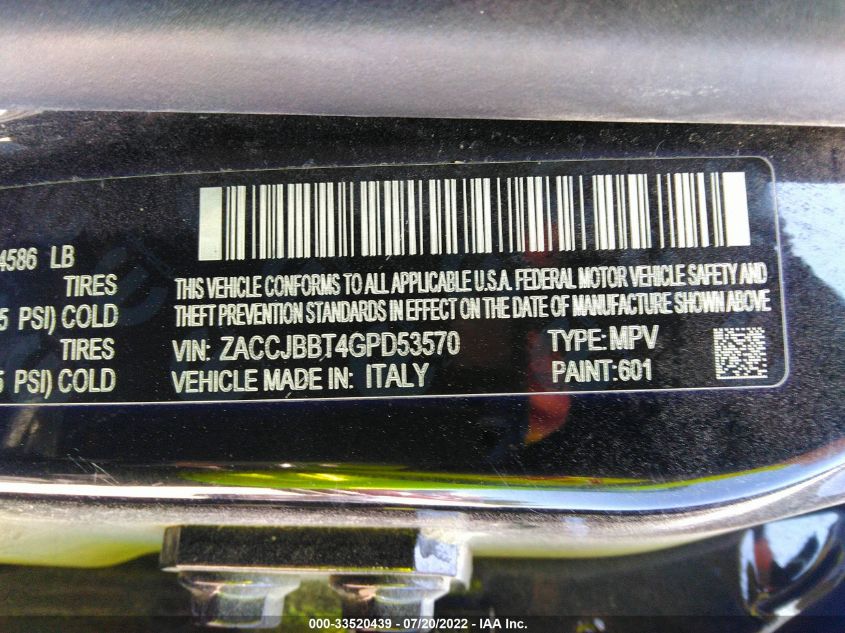 4586 LB
TIRES
5 PSI) COLD
TIRES
5 PSI) COLD
THIS VEHICLE CONFORMS TO ALL APPLICABLE U.S.A. FEDERAL MOTOR VEHICLE SAFETY AND
THEFT PREVENTION STANDARDS IN EFFECT ON THE DATE OF MANUFACTURE SHOWN ABOVE
VIN: ZACCJBBT4GPD53570 TYPE: MPV
VEHICLE MADE IN: ITALY PAINT:601
000-33520439 - 07/20/2022 - IAA Inc.